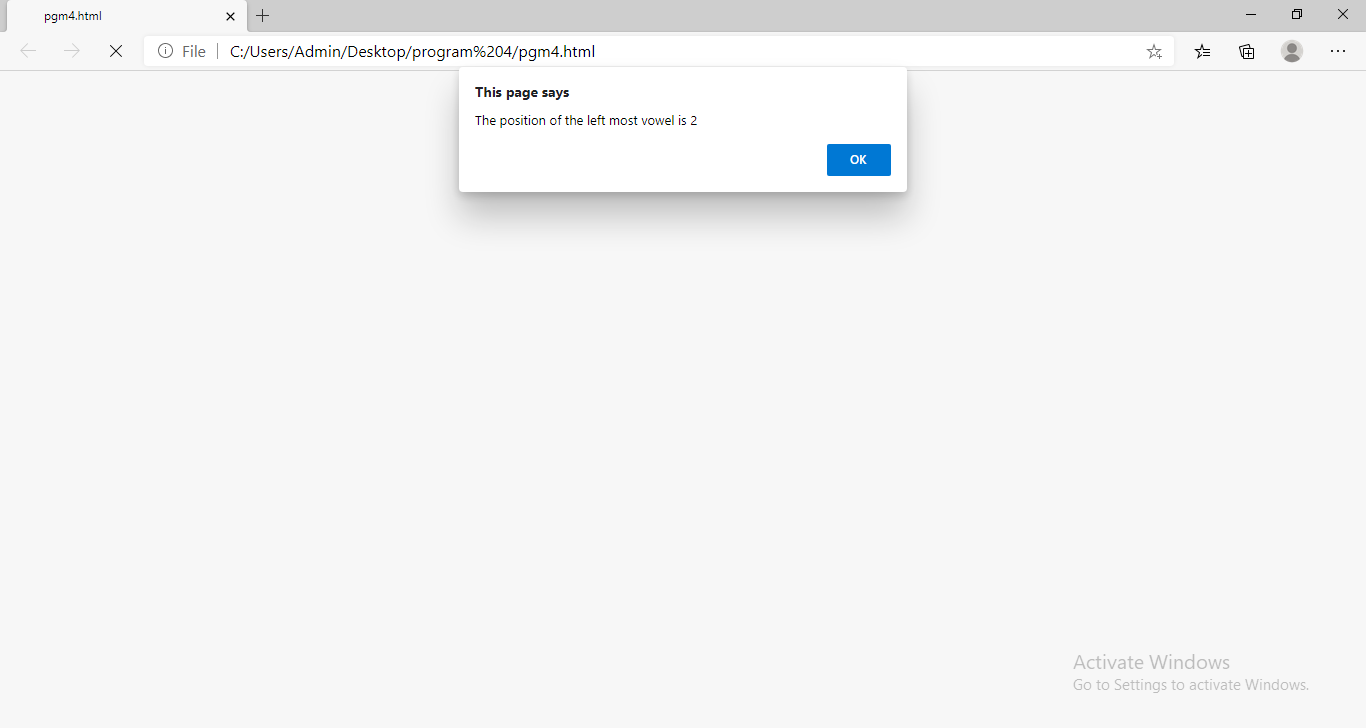 pgm4.html
File C:/Users/Admin/Desktop/program%204/pgm4.html
This page says
The position of the left most vowel is 2
OK
Activate Windows
Go to Settings to activate Windows.